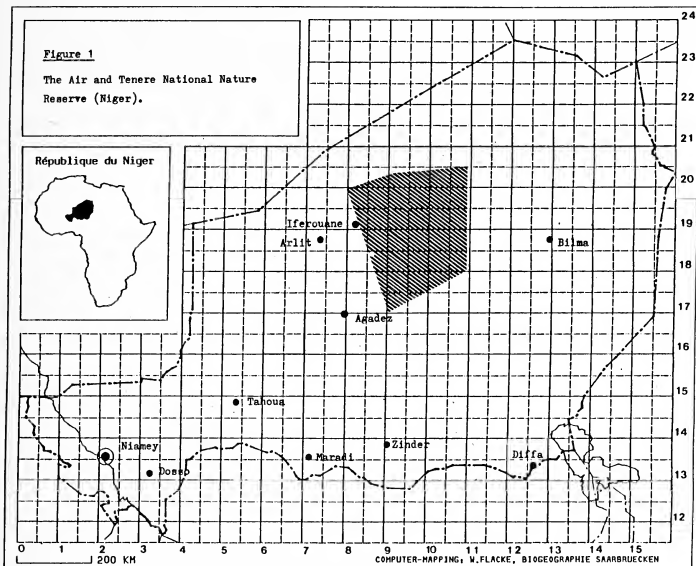 Figure 1
The Air and Tenere National Nature
Reserve (Niger).
République du Niger
24
23
22
21
20
19
18
17
16
15
14
13
12
Iferouane
Arlit
Bilma
Agadez
Tahoua
Niamey
Dosso
Maradi
Zinder
Diffa
0 1 2 3 4 5 6 7 8 9 10 11 12 13 14 15 16
200 KM
COMPUTER-MAPPING; W.FLACKE, BIOGEOGRAPHIE SAARBRUECKEN